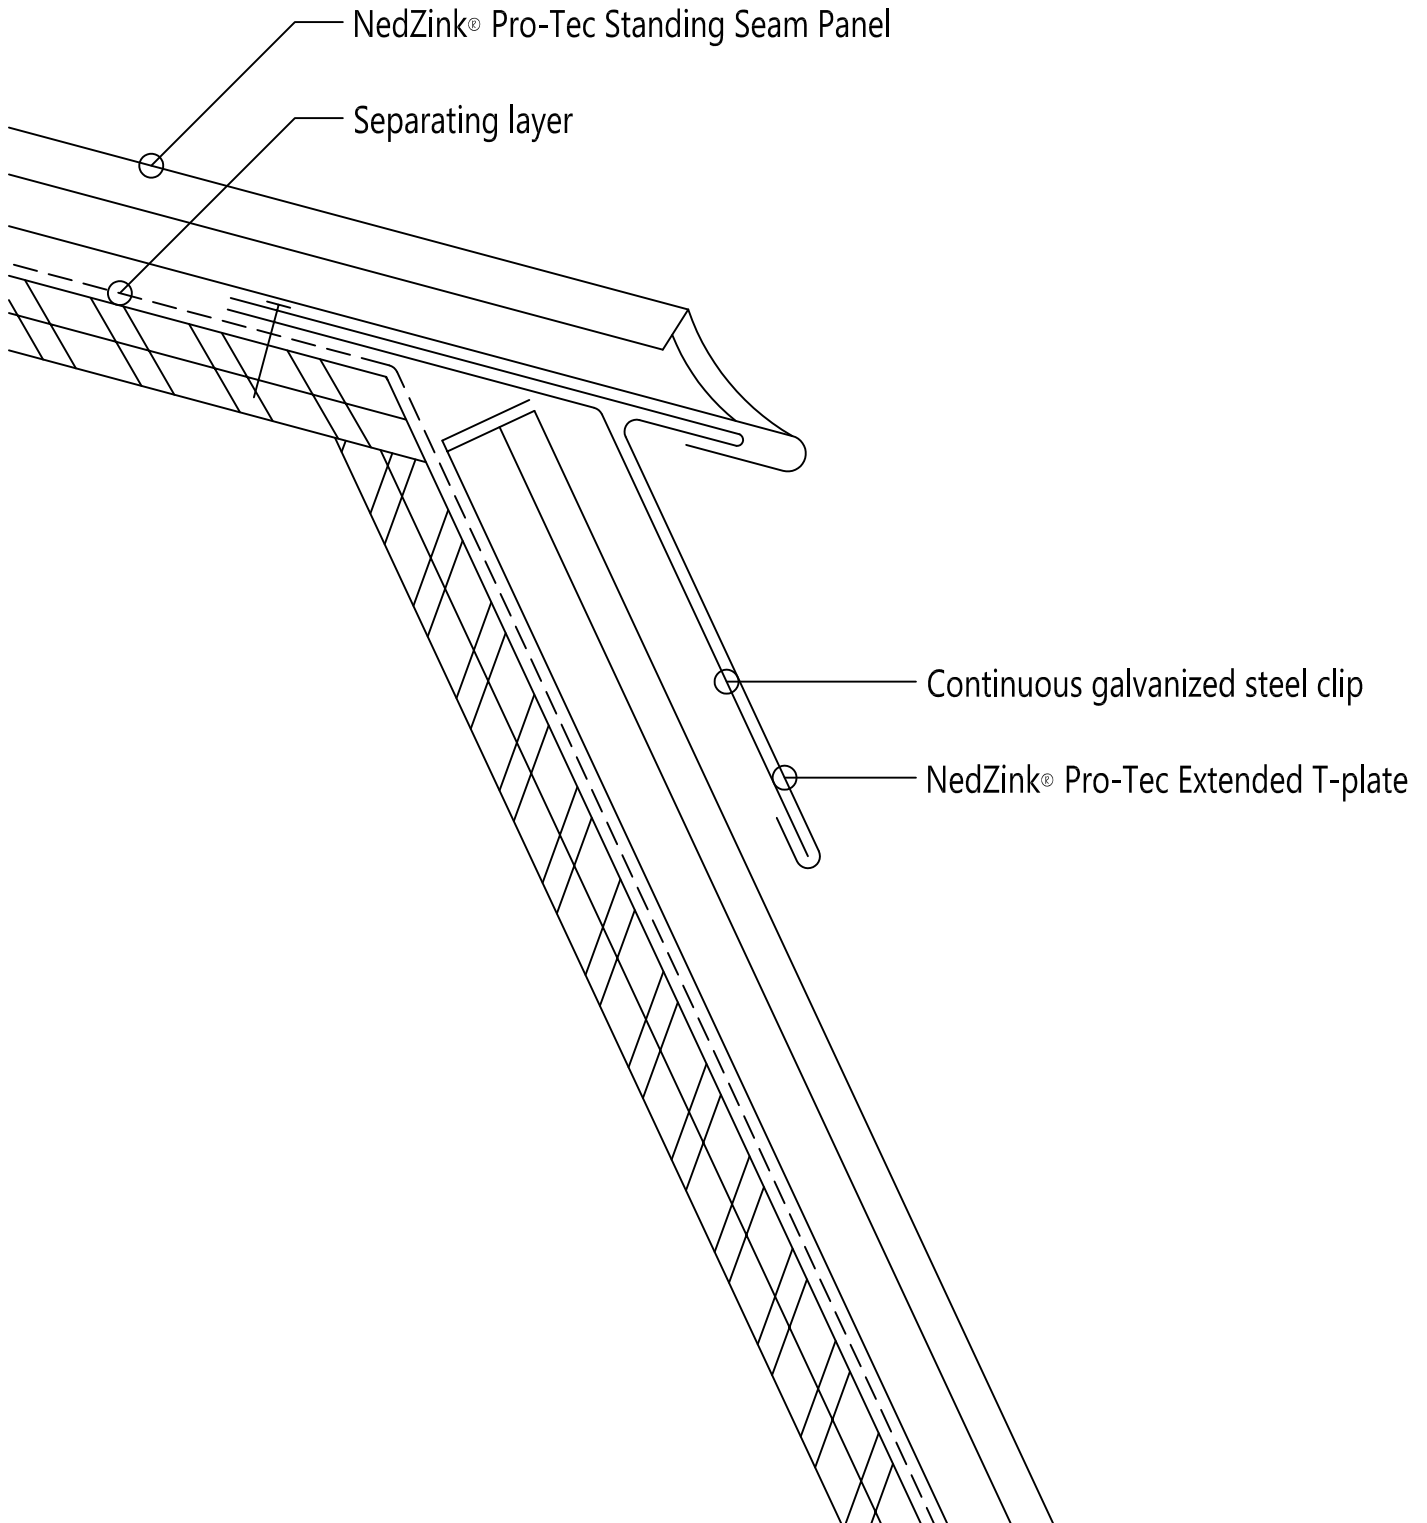 NedZink® Pro-Tec Standing Seam Panel
Separating layer
Continuous galvanized steel clip
NedZink® Pro-Tec Extended T-plate